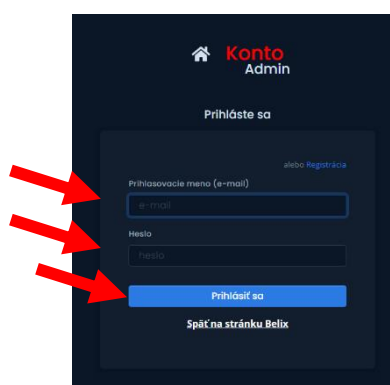 Konto
Admin
Prihláste sa
alebo Registrácia
Prihlasovacie meno (e-mail)
e-mail
Heslo
heslo
Prihlásiť sa
Späť na stránku Belix